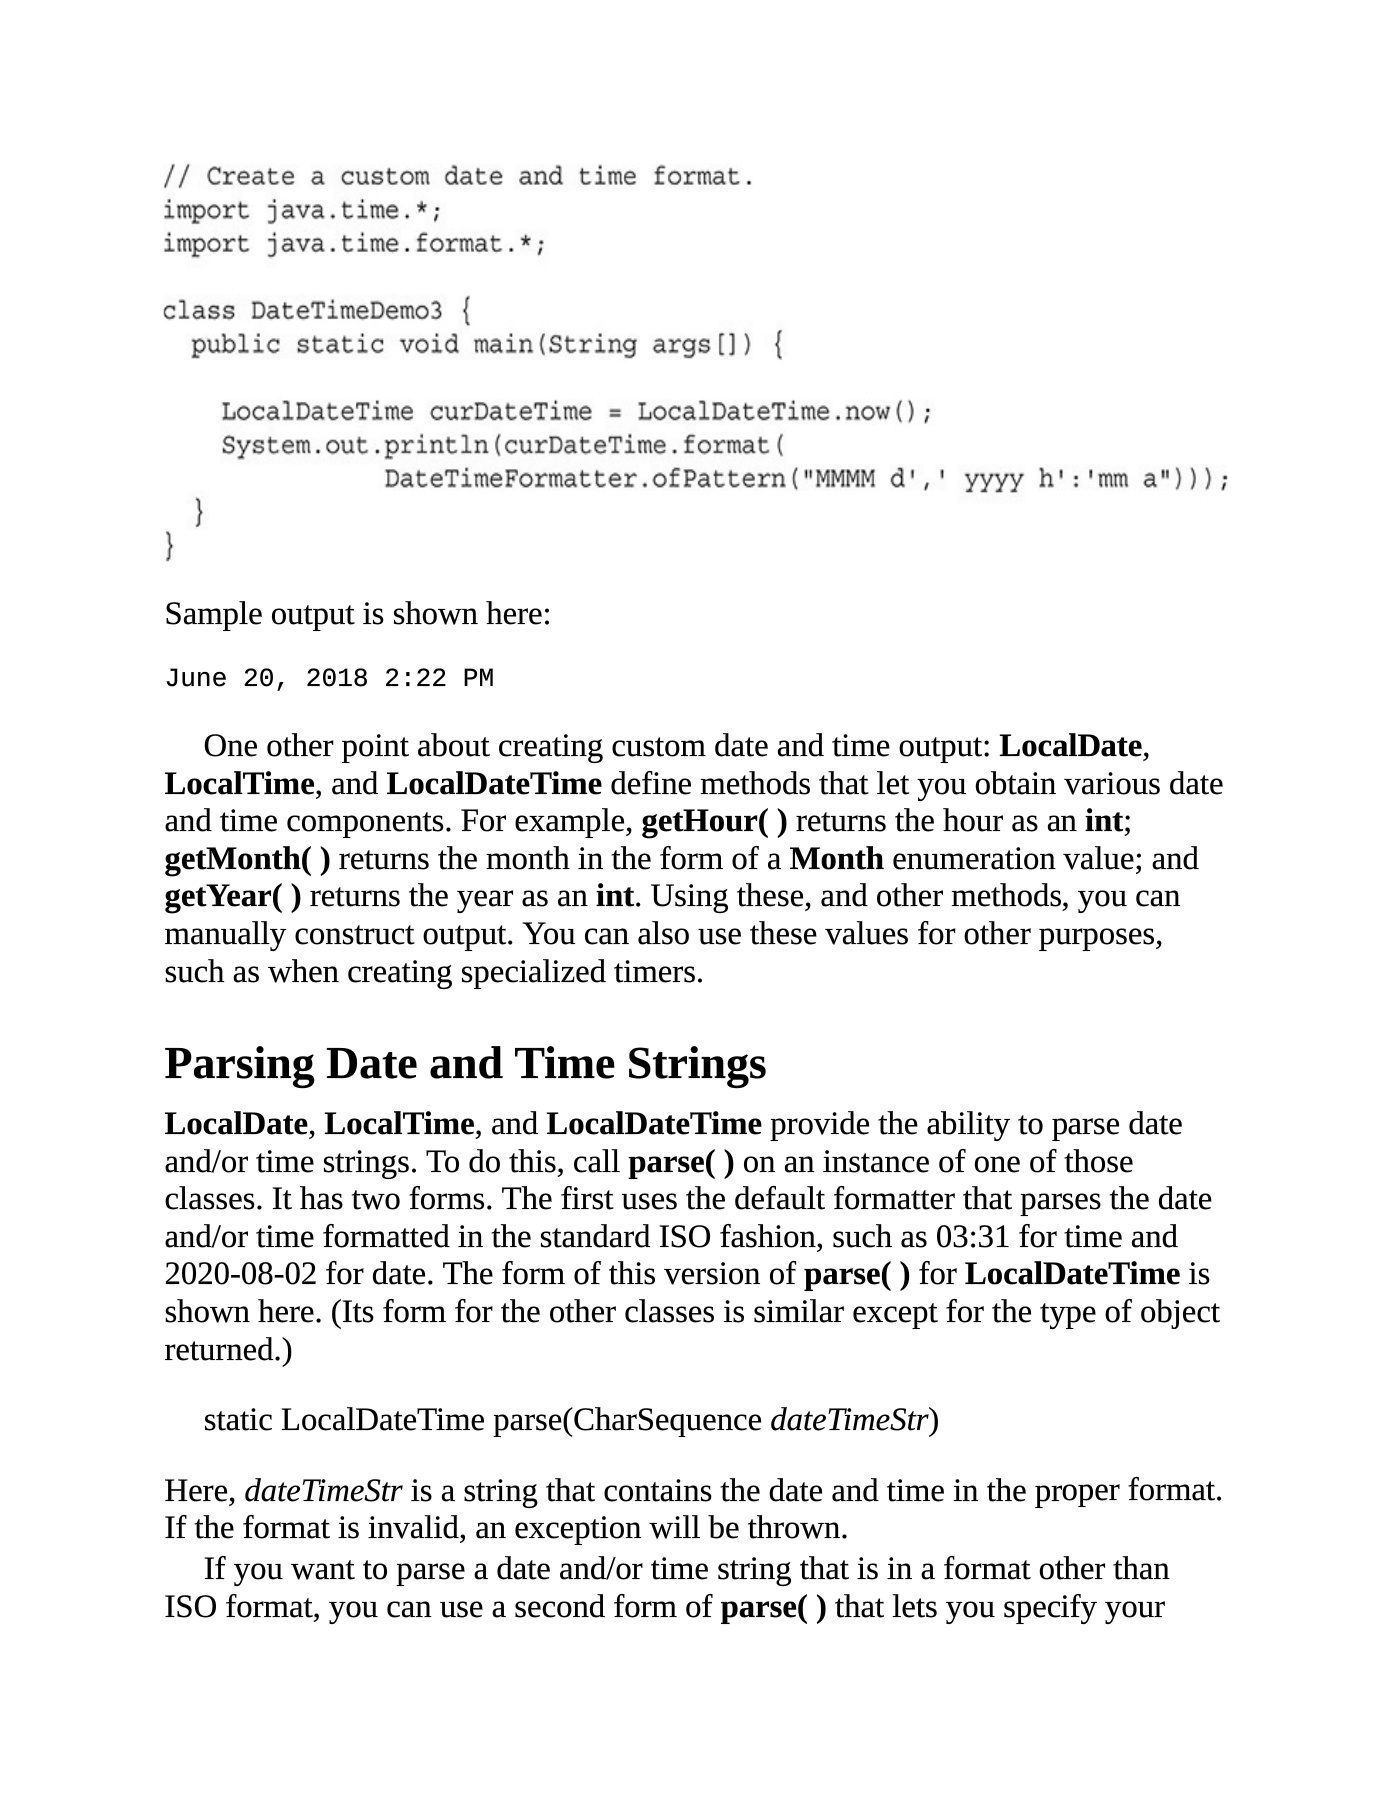 // Create a custom date and time format.
import java.time.*;
import java.time.format.*;

class DateTimeDemo3 {
  public static void main(String args[]) {

    LocalDateTime curDateTime = LocalDateTime.now();
    System.out.println(curDateTime.format(
               DateTimeFormatter.ofPattern("MMMM d',' yyyy h':'mm a")));
  }
}
Sample output is shown here:
June 20, 2018 2:22 PM
One other point about creating custom date and time output: LocalDate,
LocalTime, and LocalDateTime define methods that let you obtain various date
and time components. For example, getHour( ) returns the hour as an int;
getMonth( ) returns the month in the form of a Month enumeration value; and
getYear( ) returns the year as an int. Using these, and other methods, you can
manually construct output. You can also use these values for other purposes,
such as when creating specialized timers.
Parsing Date and Time Strings
LocalDate, LocalTime, and LocalDateTime provide the ability to parse date
and/or time strings. To do this, call parse( ) on an instance of one of those
classes. It has two forms. The first uses the default formatter that parses the date
and/or time formatted in the standard ISO fashion, such as 03:31 for time and
2020-08-02 for date. The form of this version of parse( ) for LocalDateTime is
shown here. (Its form for the other classes is similar except for the type of object
returned.)
static LocalDateTime parse(CharSequence dateTimeStr)
Here, dateTimeStr is a string that contains the date and time in the proper format.
If the format is invalid, an exception will be thrown.
If you want to parse a date and/or time string that is in a format other than
ISO format, you can use a second form of parse( ) that lets you specify your